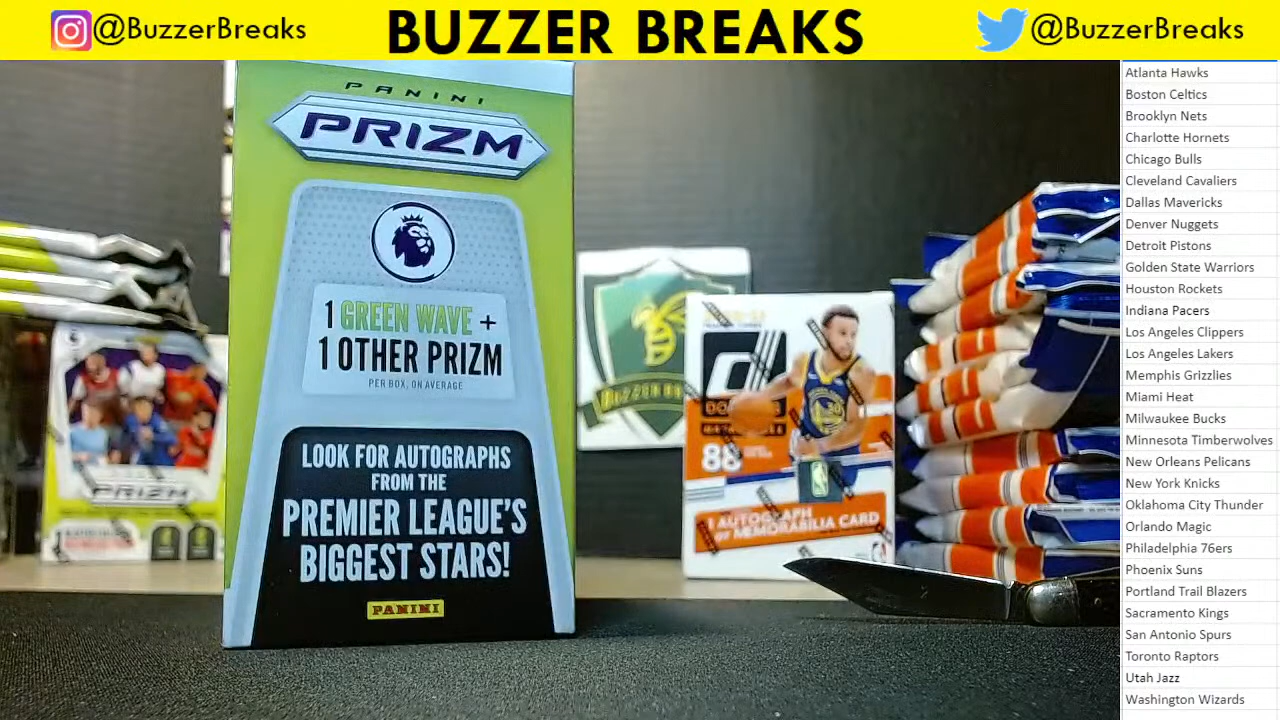 @BuzzerBreaks
BUZZER BREAKS
@BuzzerBreaks
PANINI
PRIZM
1 GREEN WAVE +
1 OTHER PRIZM
PER BOX, ON AVERAGE
LOOK FOR AUTOGRAPHS
FROM THE
PREMIER LEAGUE'S
BIGGEST STARS!
PANINI
PRIZM
88
1 AUTOGRAPH
OR MEMORABILIA CARD
Atlanta Hawks
Boston Celtics
Brooklyn Nets
Charlotte Hornets
Chicago Bulls
Cleveland Cavaliers
Dallas Mavericks
Denver Nuggets
Detroit Pistons
Golden State Warriors
Houston Rockets
Indiana Pacers
Los Angeles Clippers
Los Angeles Lakers
Memphis Grizzlies
Miami Heat
Milwaukee Bucks
Minnesota Timberwolves
New Orleans Pelicans
New York Knicks
Oklahoma City Thunder
Orlando Magic
Philadelphia 76ers
Phoenix Suns
Portland Trail Blazers
Sacramento Kings
San Antonio Spurs
Toronto Raptors
Utah Jazz
Washington Wizards